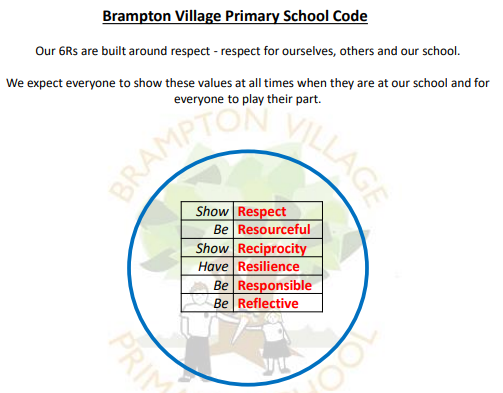 Brampton Village Primary School Code
Our 6Rs are built around respect - respect for ourselves, others and our school.
We expect everyone to show these values at all times when they are at our school and for
everyone to play their part.
BRAMPTON VILLAGE
Show Respect
Be Resourceful
Show Reciprocity
Have Resilience
Be Responsible
Be Reflective
PRIMARY SCHOOL